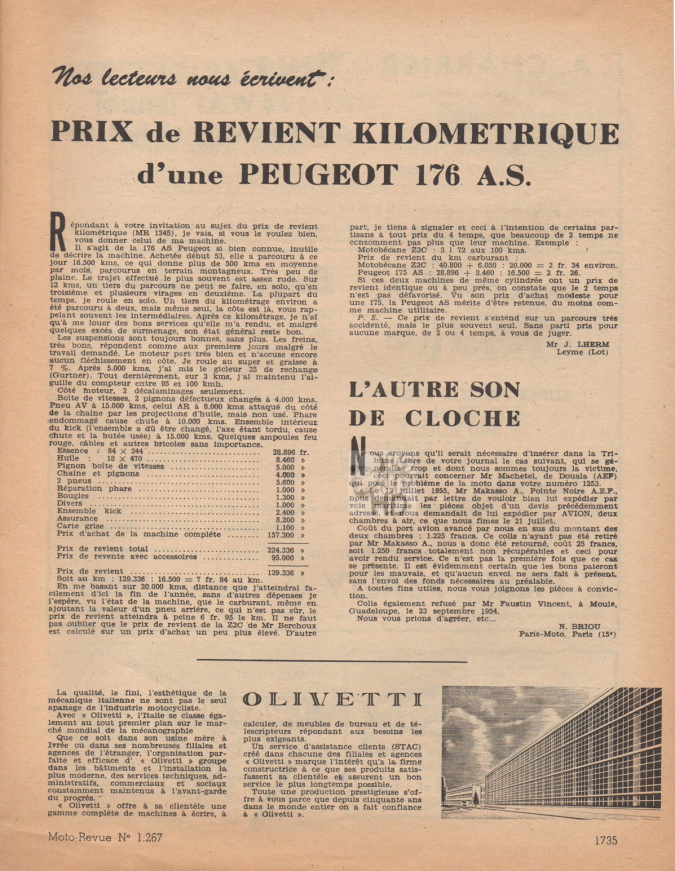 Nos lecteurs nous écrivent :
PRIX de REVIENT KILOMETRIQUE
d'une PEUGEOT 176 A.S.
Répondant à votre invitation au sujet du prix de revient
kilométrique (MR 1245), je vais, si vous le voulez bien,
vous donner celui de ma machine.
Il s'agit de la 176 AS Peugeot si bien connue, inutile
de décrire la machine. Achetée début 53, elle a parcouru à ce
jour 16.500 kms, ce qui donne plus de 500 kms en moyenne
par mois, parcourus en terrain montagneux. Très peu de
plaine. Le trajet effectué le plus souvent est assez rude. Sur
12 kms, un tiers du parcours ne peut se faire, en solo, qu'en
troisième et plusieurs virages en deuxième. La plupart du
temps, je roule en solo. Un tiers du kilométrage environ a
été parcouru à deux, mais même seul, la côte est là, vous rap-
pelant souvent les intermédiaires. Après ce kilométrage, je n'ai
qu'à me louer des bons services qu'elle m'a rendu, et malgré
quelques excès de surmenage, son état général reste bon.
Les suspensions sont toujours bonnes, sans plus. Les freins,
très bons, répondent comme aux premiers jours malgré le
travail demandé. Le moteur part très bien et n'accuse encore
aucun fléchissement en côte. Je roule au super et graisse à
7 %. Après 5.000 kms, j'ai mis le gicleur 35 de rechange
(Gurtner). Tout dernièrement, sur 3 kms, j'ai maintenu l'ai-
guille du compteur entre 95 et 100 kmh.
Côté moteur, 2 décalaminages seulement.
Boîte de vitesses, 2 pignons défectueux changés à 4.000 kms.
Pneu AV à 15.000 kms, celui AR à 8.000 kms attaqué du côté
de la chaîne par les projections d'huile, mais non usé. Phare
endommagé cause chute à 10.000 kms. Ensemble intérieur
du kick (l'ensemble a dû être changé, l'axe étant tordu, cause
chute et la butée usée) à 15.000 kms. Quelques ampoules feu
rouge, câbles et autres bricoles sans importance.
Essence : 84 X 344 ........ 28.896 fr.
Huile : 18 X 470 ........ 8.460 »
Pignon boîte de vitesses ........ 5.000 »
Chaîne et pignons ........ 4.080 »
2 pneus ........ 5.600 »
Réparation phare ........ 1.000 »
Bougies ........ 1.300 »
Divers ........ 1.000 »
Ensemble kick ........ 2.400 »
Assurance ........ 8.200 »
Carte grise ........ 1.100 »
Prix d'achat de la machine complète .... 157.300 »
Prix de revient total ........ 224.336 »
Prix de revente avec accessoires ........ 95.000 »
Prix de revient ........ 129.336 »
Soit au km : 129.336 : 16.500 = 7 fr. 84 au km.
En me basant sur 20.000 kms, distance que j'atteindrai fa-
cilement d'ici la fin de l'année, sans d'autres dépenses je
l'espère, vu l'état de la machine, que le carburant, même en
ajoutant la valeur d'un pneu arrière, ce qui n'est pas sûr, le
prix de revient atteindra à peine 6 fr. 95 le km. Il ne faut
pas oublier que le prix de revient de la Z2C de Mr Berchoux
est calculé sur un prix d'achat un peu plus élevé. D'autre
part, je tiens à signaler et ceci à l'intention de certains par-
tisans à tout prix du 4 temps, que beaucoup de 2 temps ne
consomment pas plus que leur machine. Exemple :
Motobécane Z2C : 3 l 72 aux 100 kms.
Prix de revient du km carburant :
Motobécane Z2C : 40.800 + 6.050 : 20.000 = 2 fr. 34 environ.
Peugeot 175 AS : 28.896 + 8.460 : 16.500 = 2 fr. 26.
Si ces deux machines de même cylindrée ont un prix de
revient identique ou à peu près, on constate que le 2 temps
n'est pas défavorisé. Vu son prix d'achat modeste pour
une 175, la Peugeot AS mérite d'être retenue, du moins com-
me machine utilitaire.
P. S. — Ce prix de revient s'entend sur un parcours très
accidenté, mais le plus souvent seul. Sans parti pris pour
aucune marque, de 2 ou 4 temps, à vous de juger.
Mr J. LHERM
Leyme (Lot)
L'AUTRE SON
DE CLOCHE
croyons qu'il serait nécessaire d'insérer dans la Tri-
bune Libre de votre journal le cas suivant, qui se gé-
trop et dont nous sommes toujours la victime,
ceci pourrait concerner Mr Machetel, de Douala (AEF)
problème de la moto dans votre numéro 1253.
juillet 1955, Mr Makasso A., Pointe Noire A.E.F.,
par lettre de vouloir bien lui expédier par
voie les pièces objet d'un devis précédemment
adressé. Nous demandait de lui expédier par AVION, deux
chambres à air, ce que nous fîmes le 21 juillet.
Coût du port avion avancé par nous en sus du montant des
deux chambres : 1.225 francs. Ce colis n'ayant pas été retiré
par Mr Makasso A., nous a donc été retourné, coût 25 francs,
soit 1.250 francs totalement non récupérables et ceci pour
avoir rendu service. Ce n'est pas la première fois que ce cas
se présente. Il est évidemment certain que les bons paieront
pour les mauvais, et qu'aucun envoi ne sera fait à présent,
sans l'envoi des fonds nécessaires au préalable.
A toutes fins utiles, nous vous joignons les pièces à convic-
tion.
Colis également refusé par Mr Faustin Vincent, à Moule,
Guadeloupe, le 23 septembre 1954.
Nous vous prions d'agréer, etc...
N. BRIOU
Paris-Moto, Paris (15e)
La qualité, le fini, l'esthétique de la
mécanique italienne ne sont pas le seul
apanage de l'industrie motocycliste.
Avec « Olivetti », l'Italie se classe éga-
lement au tout premier plan sur le mar-
ché mondial de la mécanographie
Que ce soit dans son usine mère à
Ivrée ou dans ses nombreuses filiales et
agences de l'étranger, l'organisation par-
faite et efficace d' « Olivetti » groupe
dans les bâtiments et l'installation la
plus moderne, des services techniques, ad-
ministratifs, commerciaux et sociaux
constamment maintenus à l'avant-garde
du progrès.
« Olivetti » offre à sa clientèle une
gamme complète de machines à écrire, à
OLIVETTI
calculer, de meubles de bureau et de té-
lescripteurs répondant aux besoins les
plus exigeants.
Un service d'assistance clients (STAC)
créé dans chacune des filiales et agences
« Olivetti » marque l'intérêt qu'a la firme
constructrice à ce que ses produits satis-
fassent sa clientèle et assurent un bon
service le plus longtemps possible.
Toute une production prestigieuse s'of-
fre à vous parce que depuis cinquante ans
dans le monde entier on a fait confiance
à « Olivetti ».
Moto-Revue N° 1.267
1735